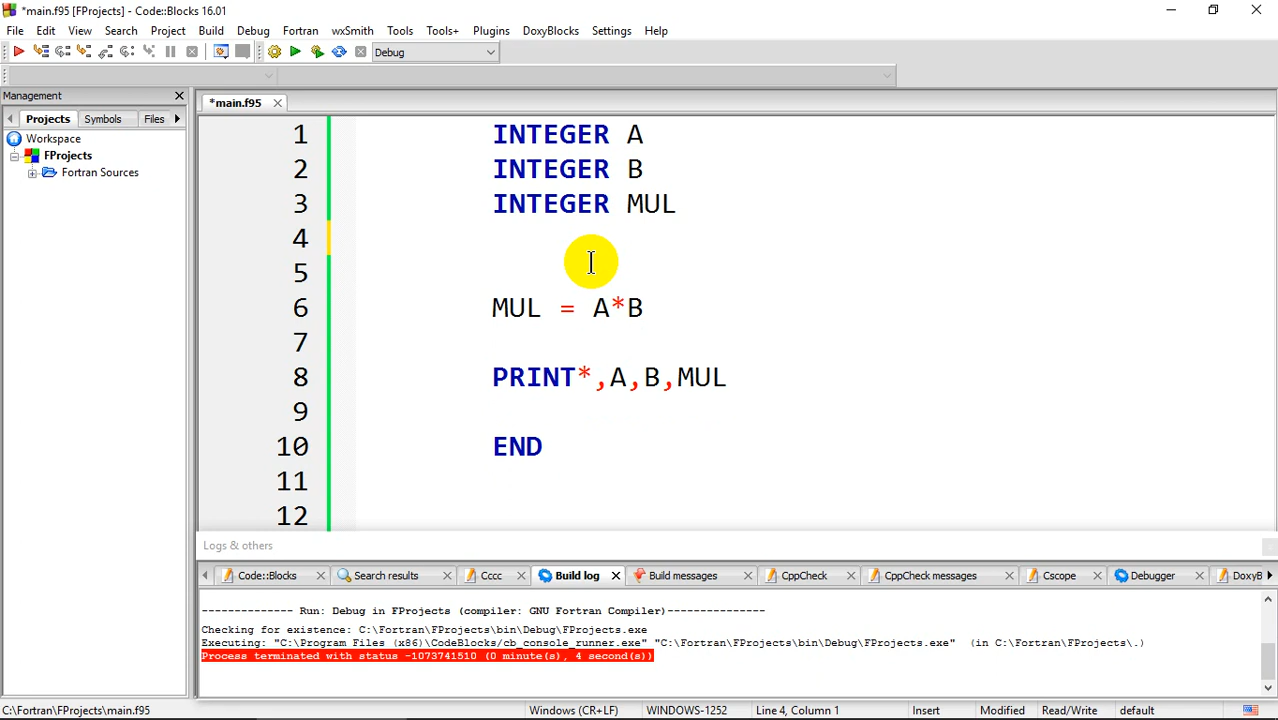 *main.f95 [FProjects] - Code::Blocks 16.01
File Edit View Search Project Build Debug Fortran wxSmith Tools Tools+ Plugins DoxyBlocks Settings Help
Debug
Management
Projects Symbols Files
Workspace
FProjects
Fortran Sources
*main.f95
1 INTEGER A
2 INTEGER B
3 INTEGER MUL
4
5
6 MUL = A*B
7
8 PRINT*,A,B,MUL
9
10 END
11
12
Logs & others
Code::Blocks Search results Cccc Build log Build messages CppCheck CppCheck messages Cscope Debugger DoxyB
-------------- Run: Debug in FProjects (compiler: GNU Fortran Compiler)---------------
Checking for existence: C:\Fortran\FProjects\bin\Debug\FProjects.exe
Executing: "C:\Program Files (x86)\CodeBlocks/cb_console_runner.exe" "C:\Fortran\FProjects\bin\Debug\FProjects.exe" (in C:\Fortran\FProjects\.)
Process terminated with status -1073741510 (0 minute(s), 4 second(s))
C:\Fortran\FProjects\main.f95 Windows (CR+LF) WINDOWS-1252 Line 4, Column 1 Insert Modified Read/Write default